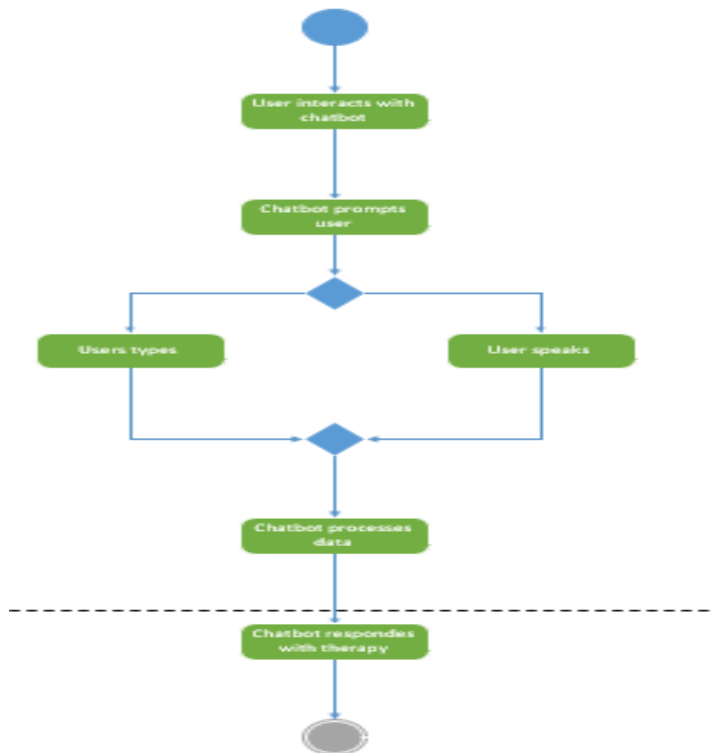 User interacts with
chatbot
Chatbot prompts
user
Users types
User speaks
Chatbot processes
data
Chatbot respondes
with therapy